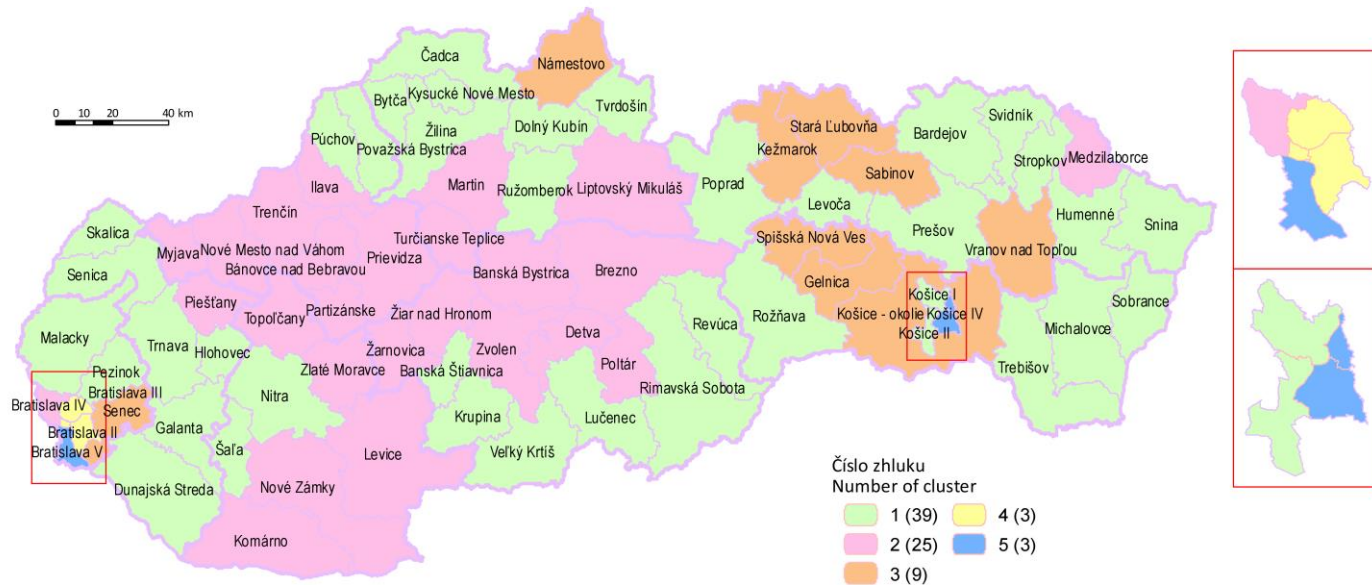 Čadca
Námestovo
0 10 20 40 km
Bytča
Kysucké Nové Mesto
Tvrdošín
Púchov
Žilina
Dolný Kubín
Považská Bystrica
Stará Ľubovňa
Svidník
Bardejov
Kežmarok
Stropkov
Medzilaborce
Ilava
Martin
Ružomberok
Liptovský Mikuláš
Poprad
Sabinov
Levoča
Trenčín
Humenné
Snina
Skalica
Myjava
Nové Mesto nad Váhom
Turčianske Teplice
Prešov
Spišská Nová Ves
Vranov nad Topľou
Prievidza
Bánovce nad Bebravou
Banská Bystrica
Brezno
Senica
Gelnica
Piešťany
Partizánske
Košice I
Sobrance
Topoľčany
Žiar nad Hronom
Košice - okolie
Košice IV
Malacky
Trnava
Hlohovec
Detva
Revúca
Rožňava
Košice II
Michalovce
Žarnovica
Zvolen
Pezinok
Zlaté Moravce
Banská Štiavnica
Poltár
Trebišov
Bratislava III
Nitra
Rimavská Sobota
Bratislava IV
Senec
Krupina
Lučenec
Galanta
Bratislava II
Šaľa
Bratislava V
Levice
Veľký Krtíš
Dunajská Streda
Nové Zámky
Komárno
Číslo zhluku
Number of cluster
1 (39)
4 (3)
2 (25)
5 (3)
3 (9)